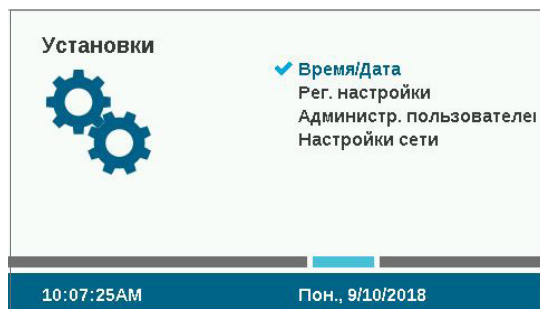 Установки
Время/Дата
Рег. настройки
Администр. пользователе
Настройки сети
10:07:25AM
Пон., 9/10/2018